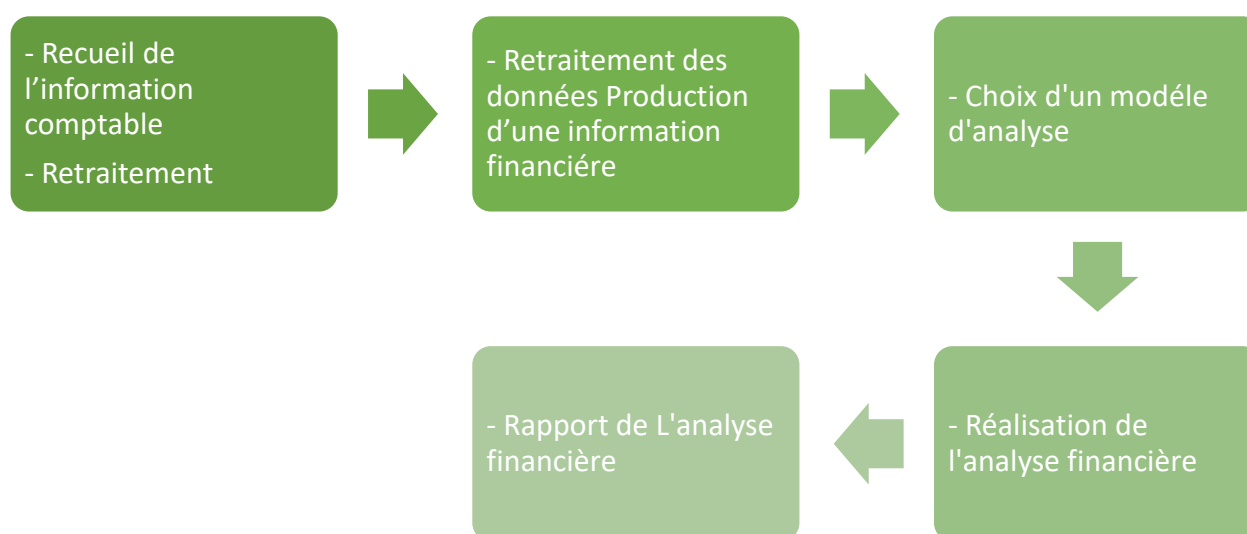 - Recueil de
l’information
comptable
- Retraitement
- Retraitement des
données Production
d’une information
financiére
- Choix d'un modéle
d'analyse
- Réalisation de
l'analyse financière
- Rapport de L'analyse
financière